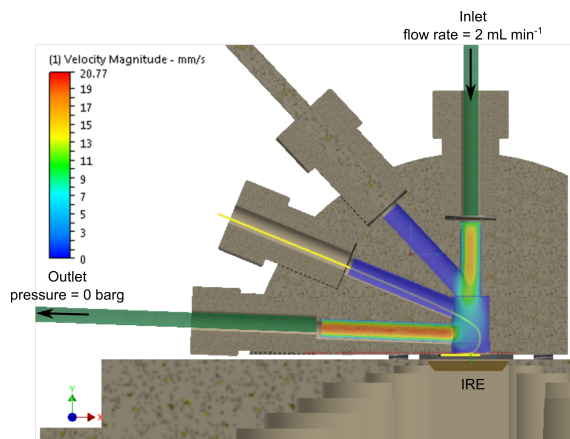 Inlet
flow rate = 2 mL min⁻¹
(1) Velocity Magnitude - mm/s
20.77
19
17
15
13
11
9
7
5
3
0
Outlet
pressure = 0 barg
IRE
Y
Z
X